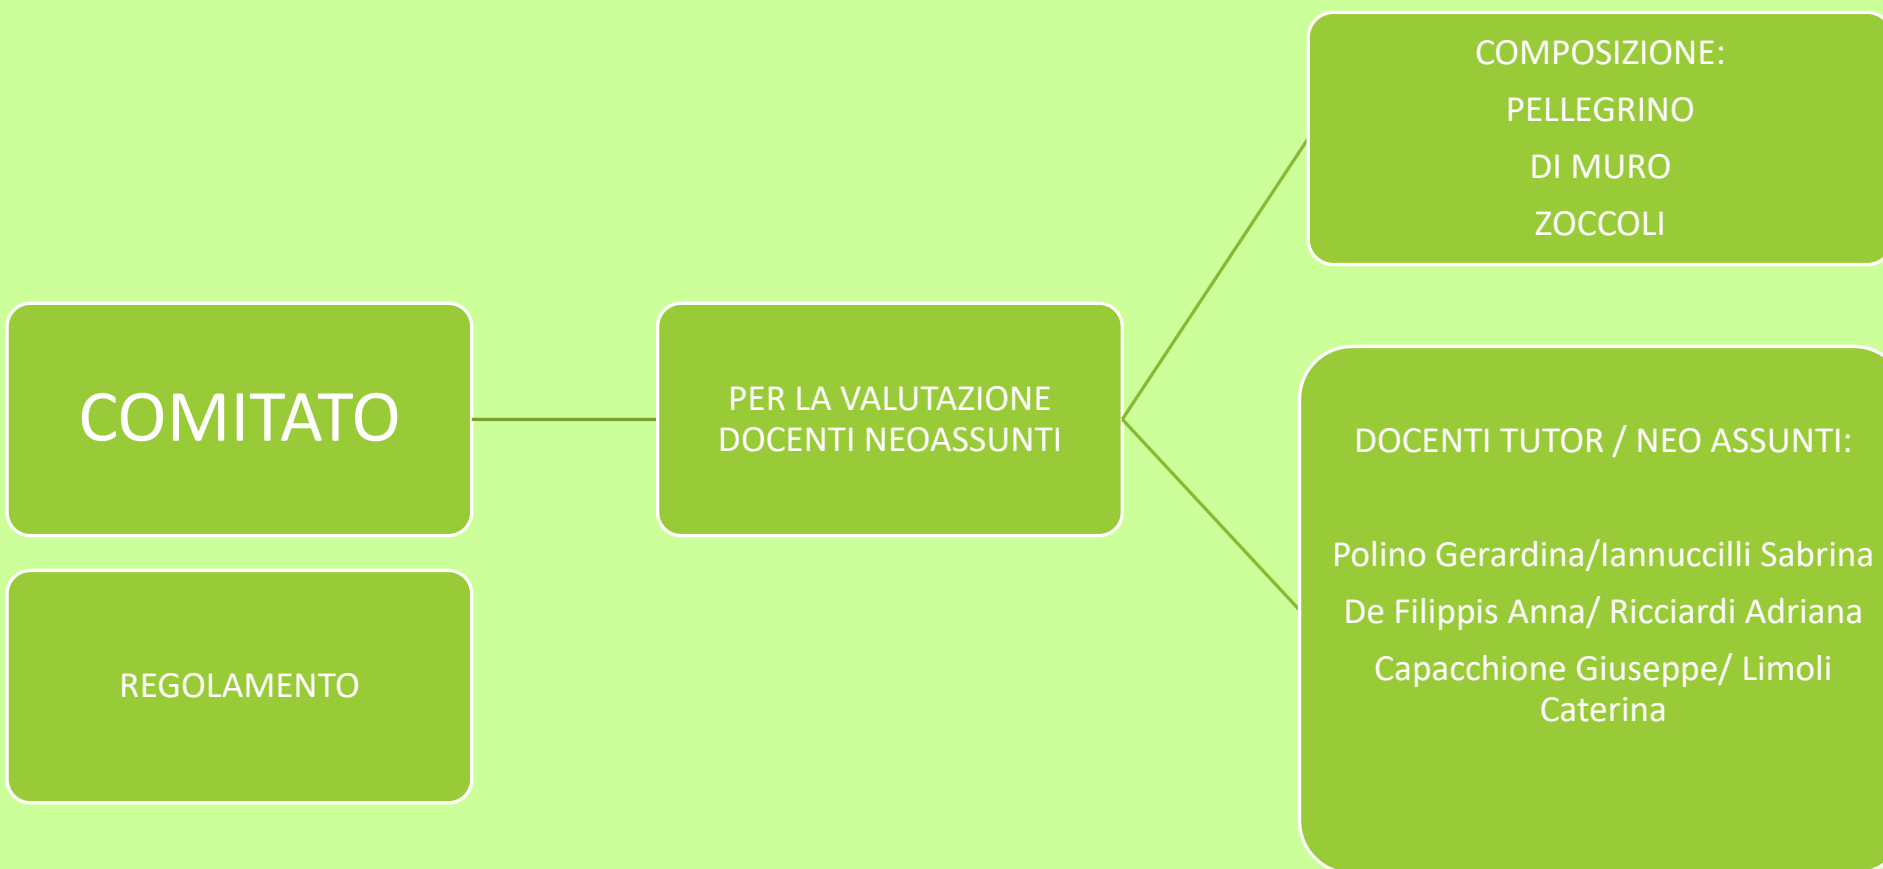 COMITATO
REGOLAMENTO
PER LA VALUTAZIONE
DOCENTI NEOASSUNTI
COMPOSIZIONE:
PELLEGRINO
DI MURO
ZOCCOLI
DOCENTI TUTOR / NEO ASSUNTI:
Polino Gerardina/Iannuccilli Sabrina
De Filippis Anna/ Ricciardi Adriana
Capacchione Giuseppe/ Limoli
Caterina